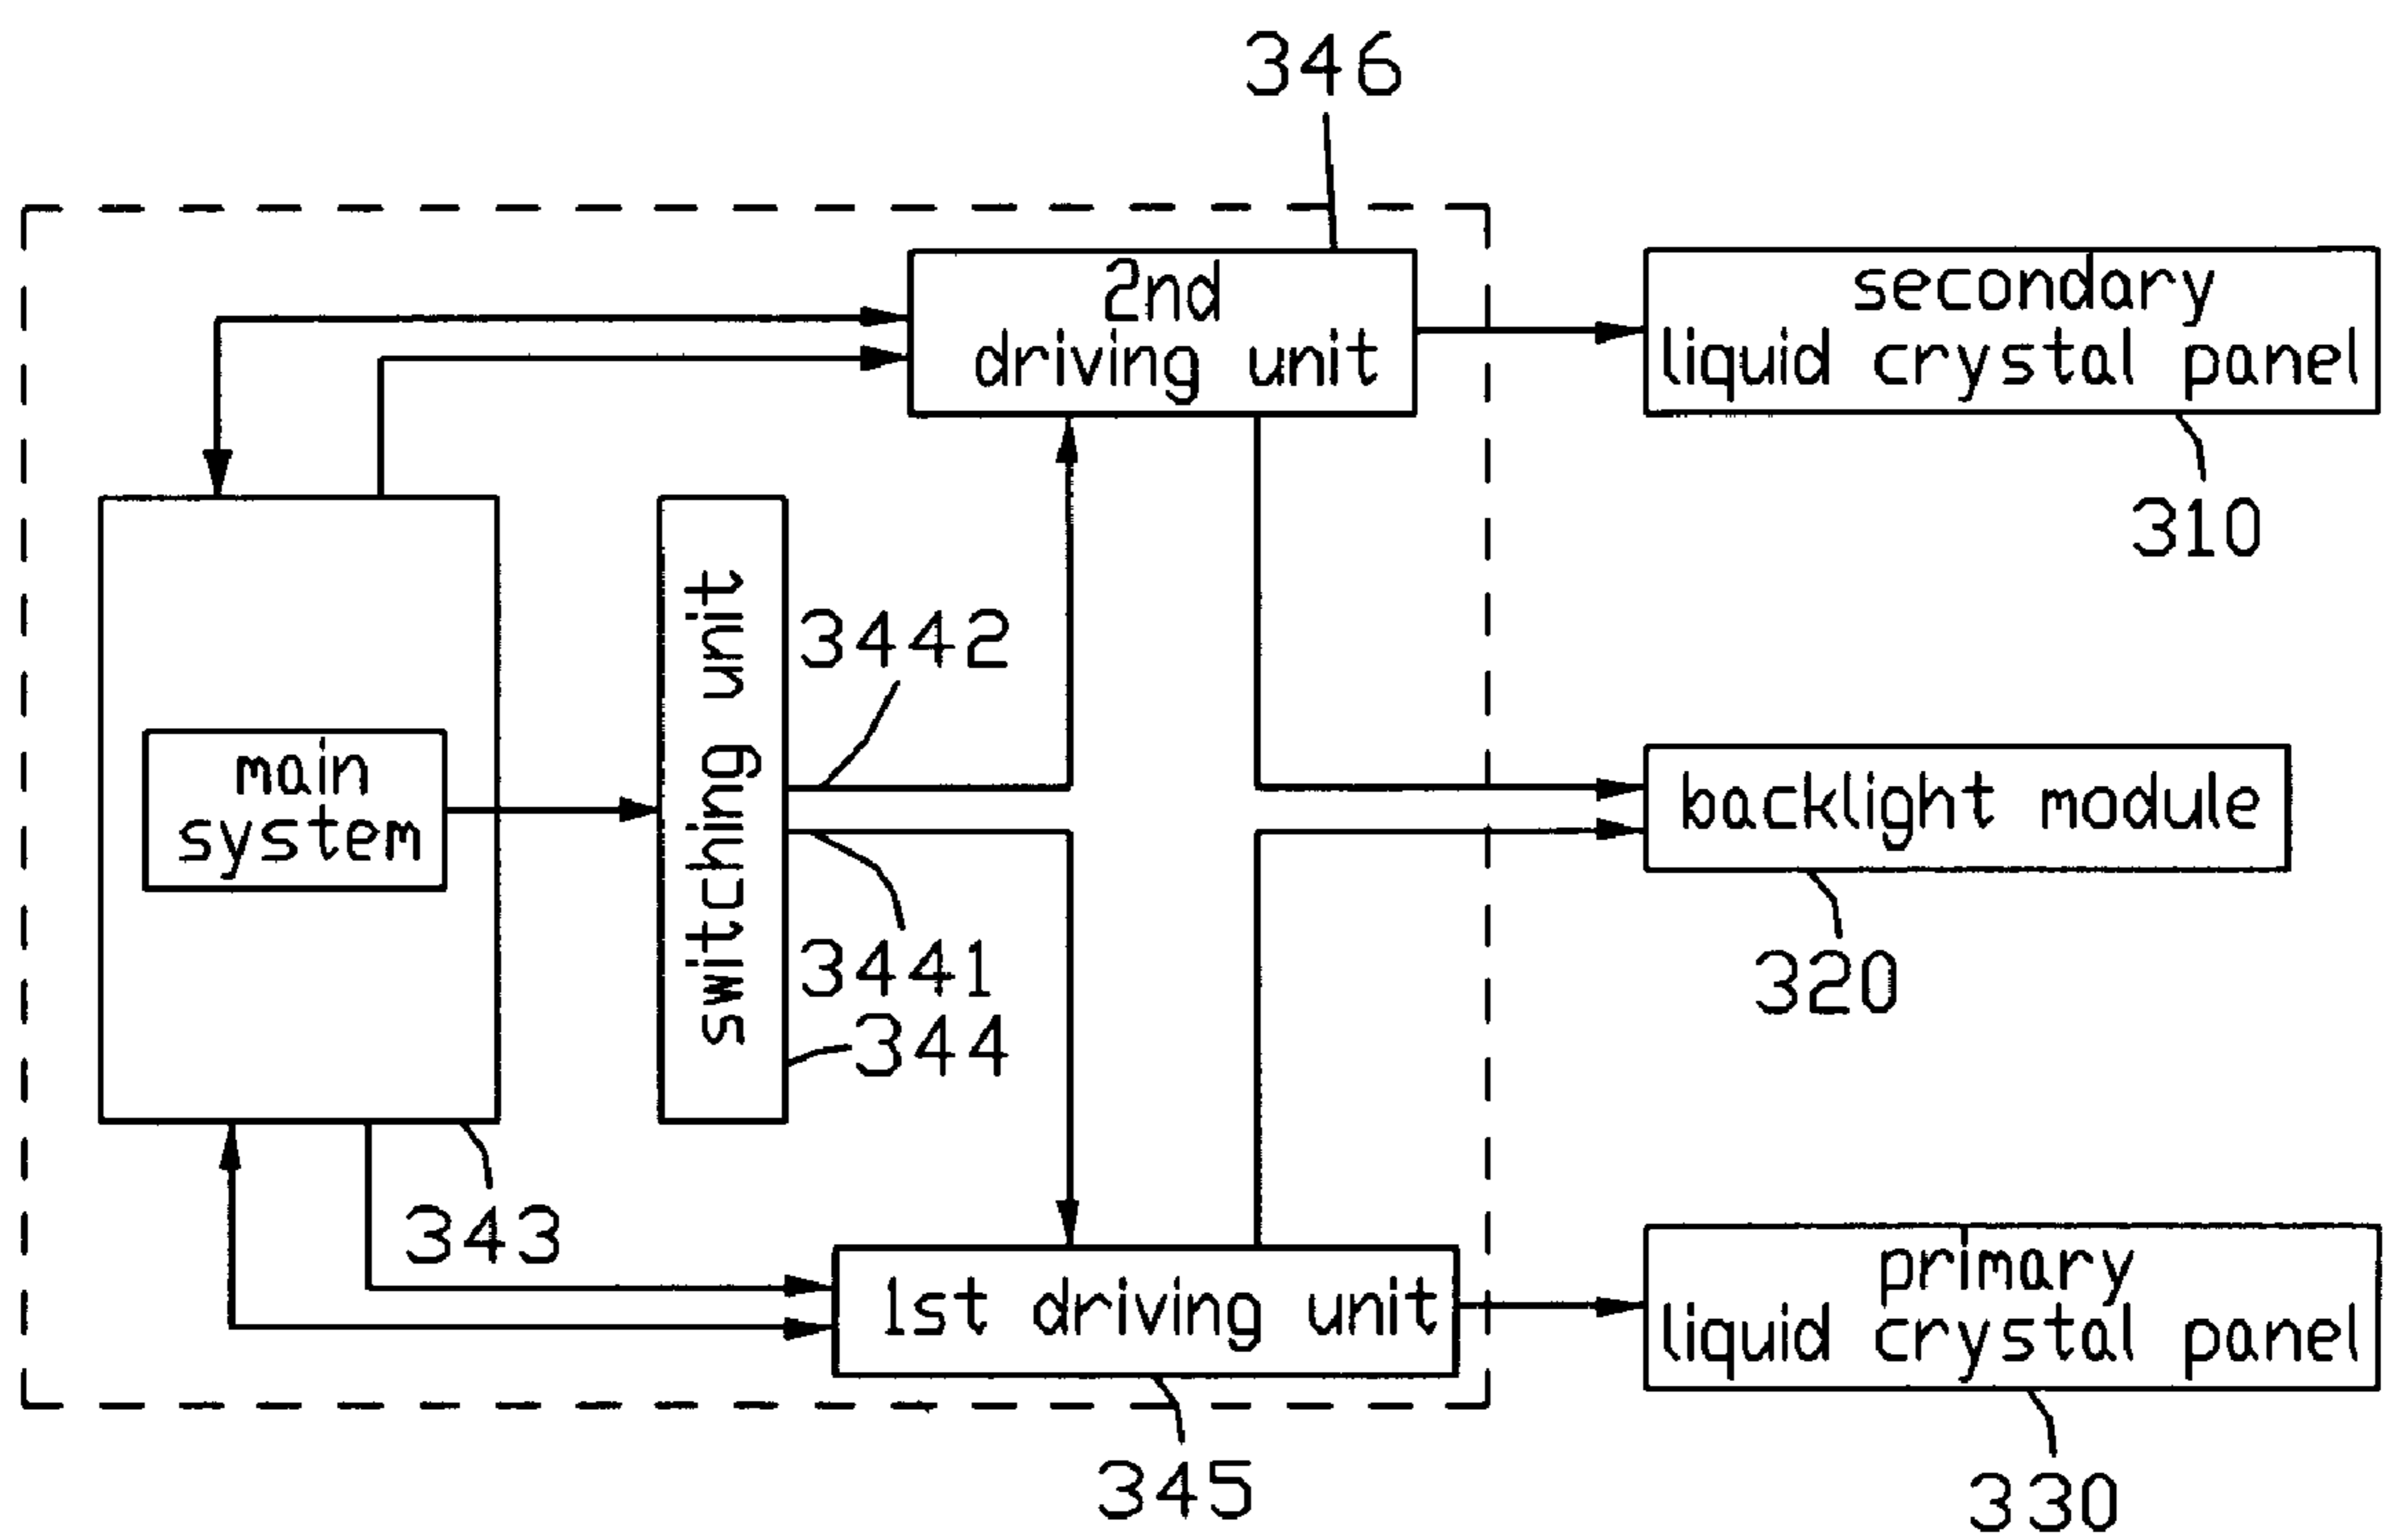 346
2nd
driving unit
secondary
liquid crystal panel
310
switching unit
3442
main
system
backlight module
3441
320
344
343
1st driving unit
primary
liquid crystal panel
345
330